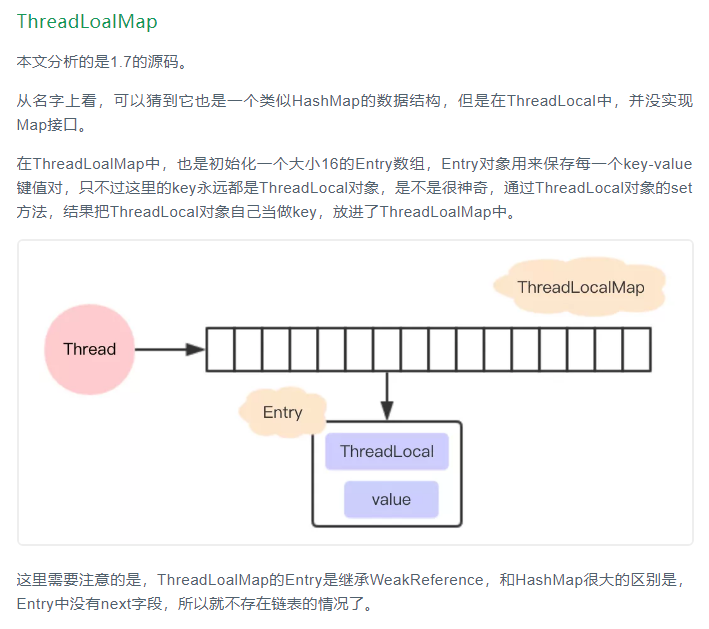 ThreadLoalMap
本文分析的是1.7的源码。
从名字上看，可以猜到它也是一个类似HashMap的数据结构，但是在ThreadLocal中，并没实现
Map接口。
在ThreadLoalMap中，也是初始化一个大小16的Entry数组，Entry对象用来保存每一个key-value
键值对，只不过这里的key永远都是ThreadLocal对象，是不是很神奇，通过ThreadLocal对象的set
方法，结果把ThreadLocal对象自己当做key，放进了ThreadLoalMap中。
ThreadLocalMap
Thread
Entry
ThreadLocal
value
这里需要注意的是，ThreadLoalMap的Entry是继承WeakReference，和HashMap很大的区别是，
Entry中没有next字段，所以就不存在链表的情况了。